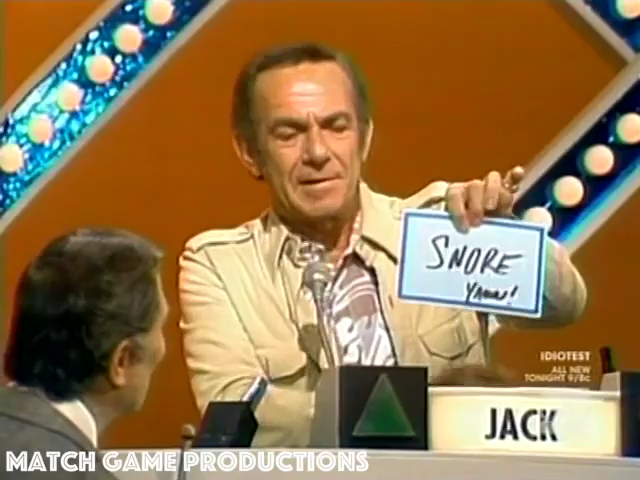 SNORE
YAWN!
IDIOTEST
ALL NEW
TONIGHT 9/8c
JACK
MATCH GAME PRODUCTIONS